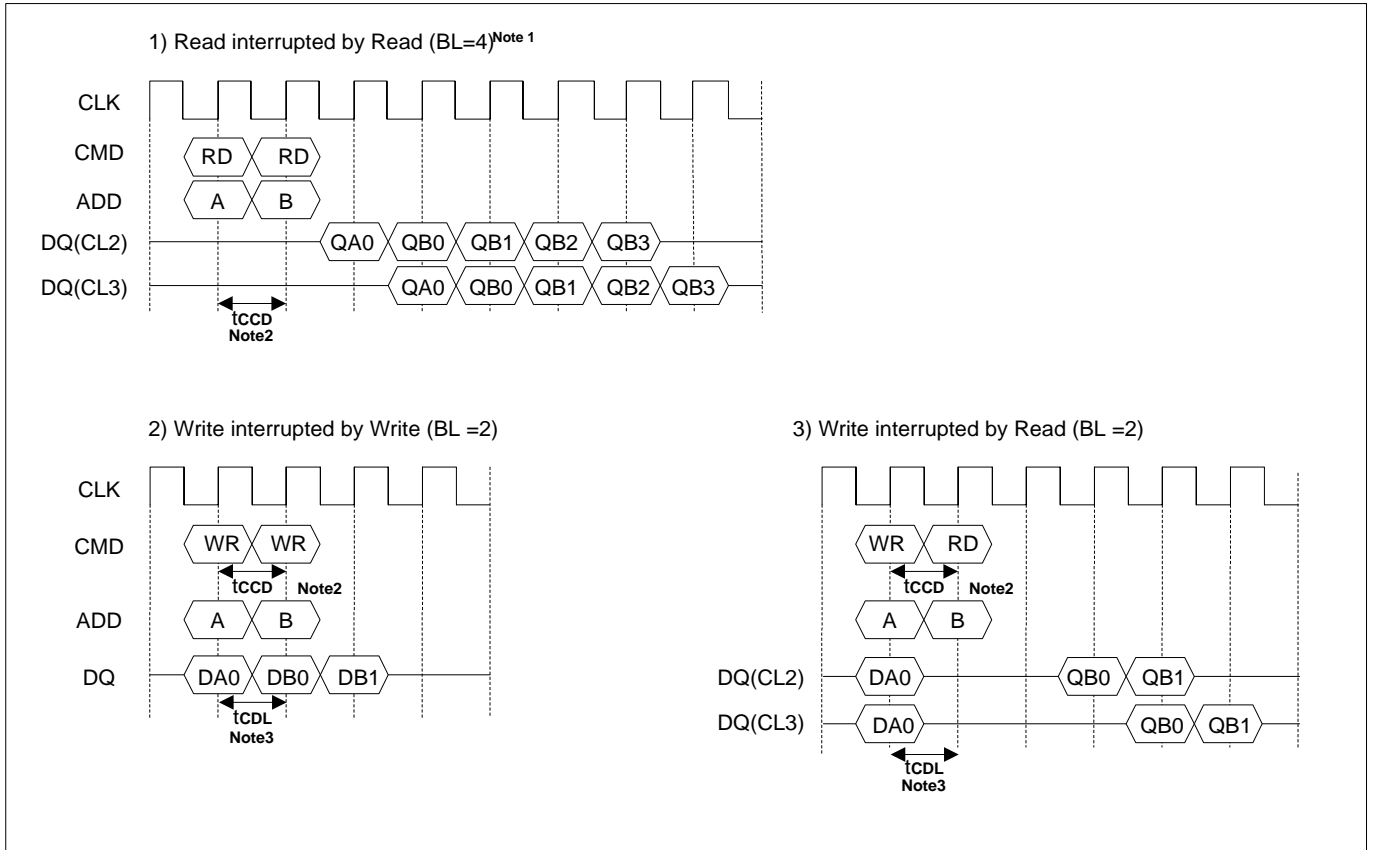 1) Read interrupted by Read (BL=4)Note 1
CLK
CMD RD RD
ADD A B
DQ(CL2) QA0 QB0 QB1 QB2 QB3
DQ(CL3) QA0 QB0 QB1 QB2 QB3
tCCD
Note2
2) Write interrupted by Write (BL =2)
CLK
CMD WR WR
tCCD Note2
ADD A B
DQ DA0 DB0 DB1
tCDL
Note3
3) Write interrupted by Read (BL =2)
WR RD
tCCD Note2
A B
DQ(CL2) DA0 QB0 QB1
DQ(CL3) DA0 QB0 QB1
tCDL
Note3